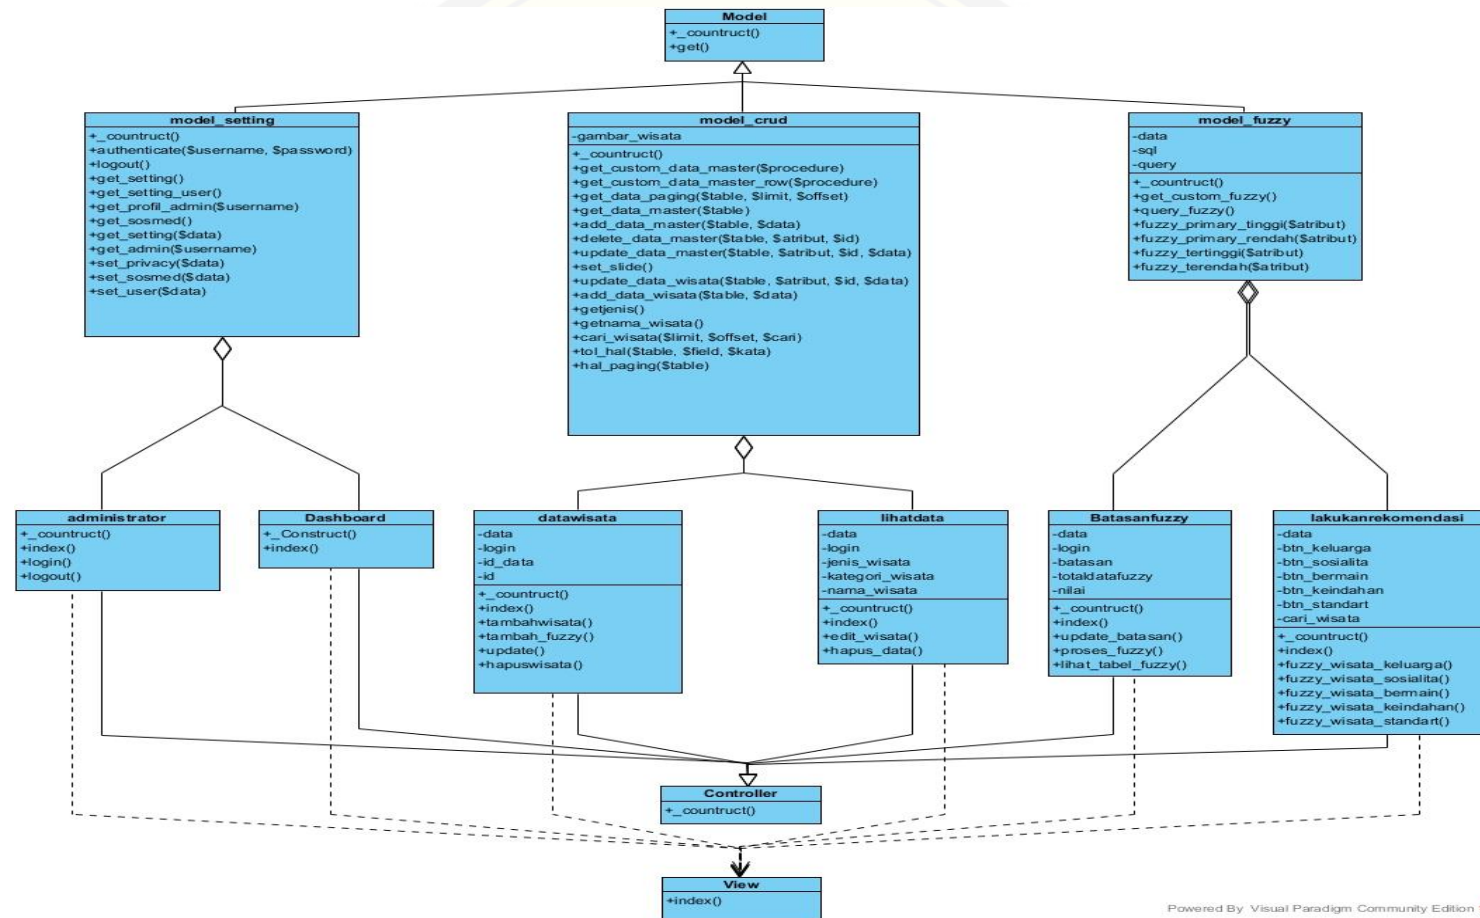 Model
+_countruct()
+get()
model_setting
+_countruct()
+authenticate($username, $password)
+logout()
+get_setting()
+get_setting_user()
+get_profil_admin($username)
+get_sosmed()
+get_setting($data)
+get_admin($username)
+set_privacy($data)
+set_sosmed($data)
+set_user($data)
model_crud
-gambar_wisata
+_countruct()
+get_custom_data_master($procedure)
+get_custom_data_master_row($procedure)
+get_data_paging($table, $limit, $offset)
+get_data_master($table)
+add_data_master($table, $data)
+delete_data_master($table, $atribut, $id)
+update_data_master($table, $atribut, $id, $data)
+set_slide()
+update_data_wisata($table, $atribut, $id, $data)
+add_data_wisata($table, $data)
+getjenis()
+getnama_wisata()
+cari_wisata($limit, $offset, $cari)
+tol_hal($table, $field, $kata)
+hal_paging($table)
model_fuzzy
-data
-sql
-query
+_countruct()
+get_custom_fuzzy()
+query_fuzzy()
+fuzzy_primary_tinggi($atribut)
+fuzzy_primary_rendah($atribut)
+fuzzy_tertinggi($atribut)
+fuzzy_terendah($atribut)
administrator
+_countruct()
+index()
+login()
+logout()
Dashboard
+_Construct()
+index()
datawisata
-data
-login
-id_data
-id
+_countruct()
+index()
+tambahwisata()
+tambah_fuzzy()
+update()
+hapuswisata()
lihatdata
-data
-login
-jenis_wisata
-kategori_wisata
-nama_wisata
+_countruct()
+index()
+edit_wisata()
+hapus_data()
Batasanfuzzy
-data
-login
-batasan
-totaldatafuzzy
-nilai
+_countruct()
+index()
+update_batasan()
+proses_fuzzy()
+lihat_tabel_fuzzy()
lakukanrekomendasi
-data
-btn_keluarga
-btn_sosialita
-btn_bermain
-btn_keindahan
-btn_standart
-cari_wisata
+_countruct()
+index()
+fuzzy_wisata_keluarga()
+fuzzy_wisata_sosialita()
+fuzzy_wisata_bermain()
+fuzzy_wisata_keindahan()
+fuzzy_wisata_standart()
Controller
+_countruct()
View
+index()
Powered By Visual Paradigm Community Edition